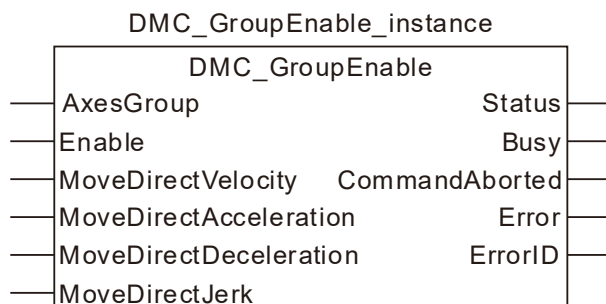 DMC_GroupEnable_instance
DMC_GroupEnable
AxesGroup Status
Enable Busy
MoveDirectVelocity CommandAborted
MoveDirectAcceleration Error
MoveDirectDeceleration ErrorID
MoveDirectJerk